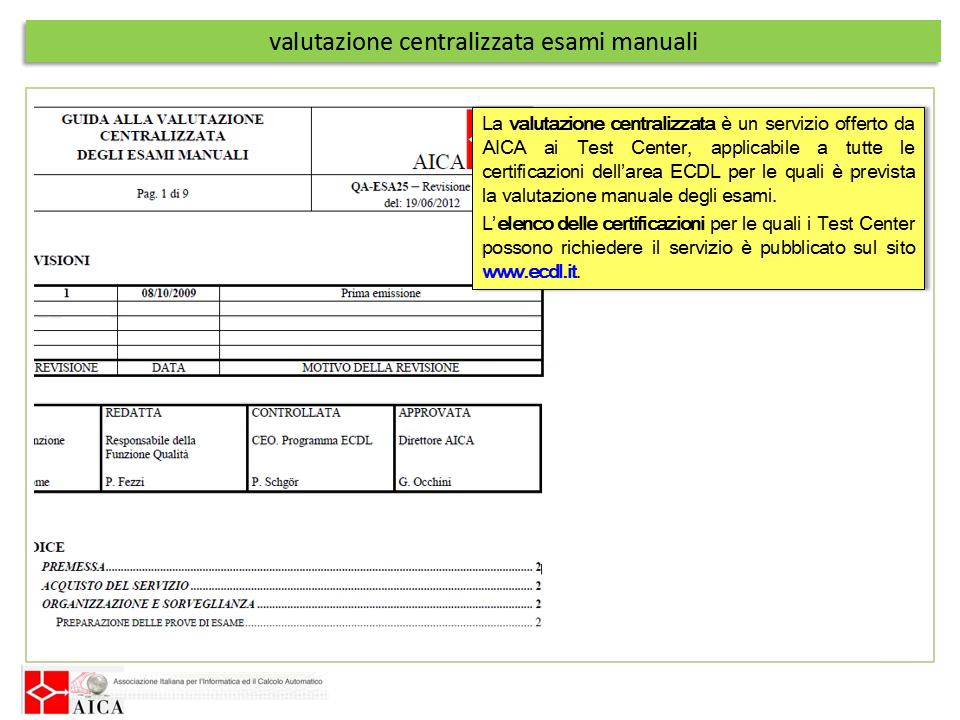 valutazione centralizzata esami manuali
GUIDA ALLA VALUTAZIONE
CENTRALIZZATA
DEGLI ESAMI MANUALI
AICA
Pag. 1 di 9
QA-ESA25 – Revisione
del: 19/06/2012
La valutazione centralizzata è un servizio offerto da
AICA ai Test Center, applicabile a tutte le
certificazioni dell'area ECDL per le quali è prevista
la valutazione manuale degli esami.
L'elenco delle certificazioni per le quali i Test Center
possono richiedere il servizio è pubblicato sul sito
www.ecdl.it.
VISIONI
1 08/10/2009 Prima emissione
REVISIONE DATA MOTIVO DELLA REVISIONE
REDATTA CONTROLLATA APPROVATA
nzione Responsabile della CEO. Programma ECDL Direttore AICA
Funzione Qualità
me P. Fezzi P. Schgör G. Occhini
DICE
PREMESSA 2
ACQUISTO DEL SERVIZIO 2
ORGANIZZAZIONE E SORVEGLIANZA 2
PREPARAZIONE DELLE PROVE DI ESAME 2
Associazione Italiana per l'Informatica ed il Calcolo Automatico
AICA